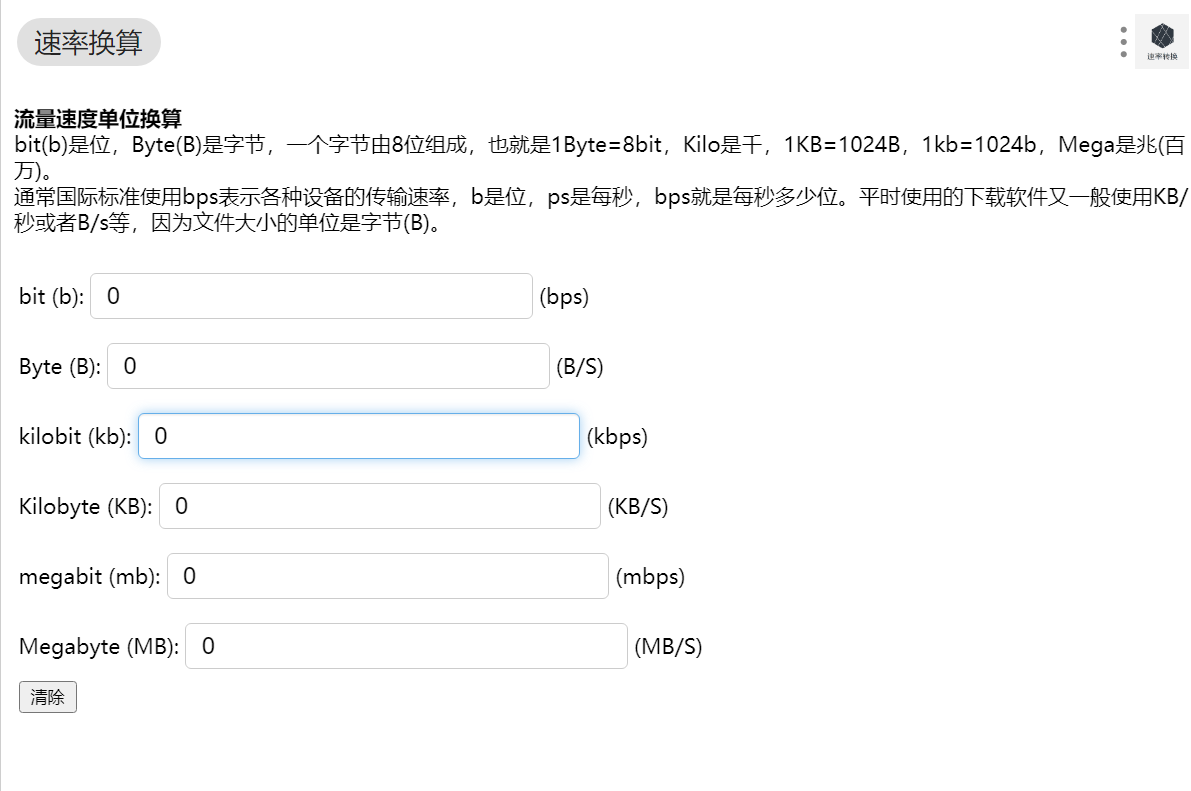 速率换算
速率转换
流量速度单位换算
bit(b)是位，Byte(B)是字节，一个字节由8位组成，也就是1Byte=8bit，Kilo是千，1KB=1024B，1kb=1024b，Mega是兆(百
万)。
通常国际标准使用bps表示各种设备的传输速率，b是位，ps是每秒，bps就是每秒多少位。平时使用的下载软件又一般使用KB/
秒或者B/s等，因为文件大小的单位是字节(B)。
bit (b): 0 (bps)
Byte (B): 0 (B/S)
kilobit (kb): 0 (kbps)
Kilobyte (KB): 0 (KB/S)
megabit (mb): 0 (mbps)
Megabyte (MB): 0 (MB/S)
清除